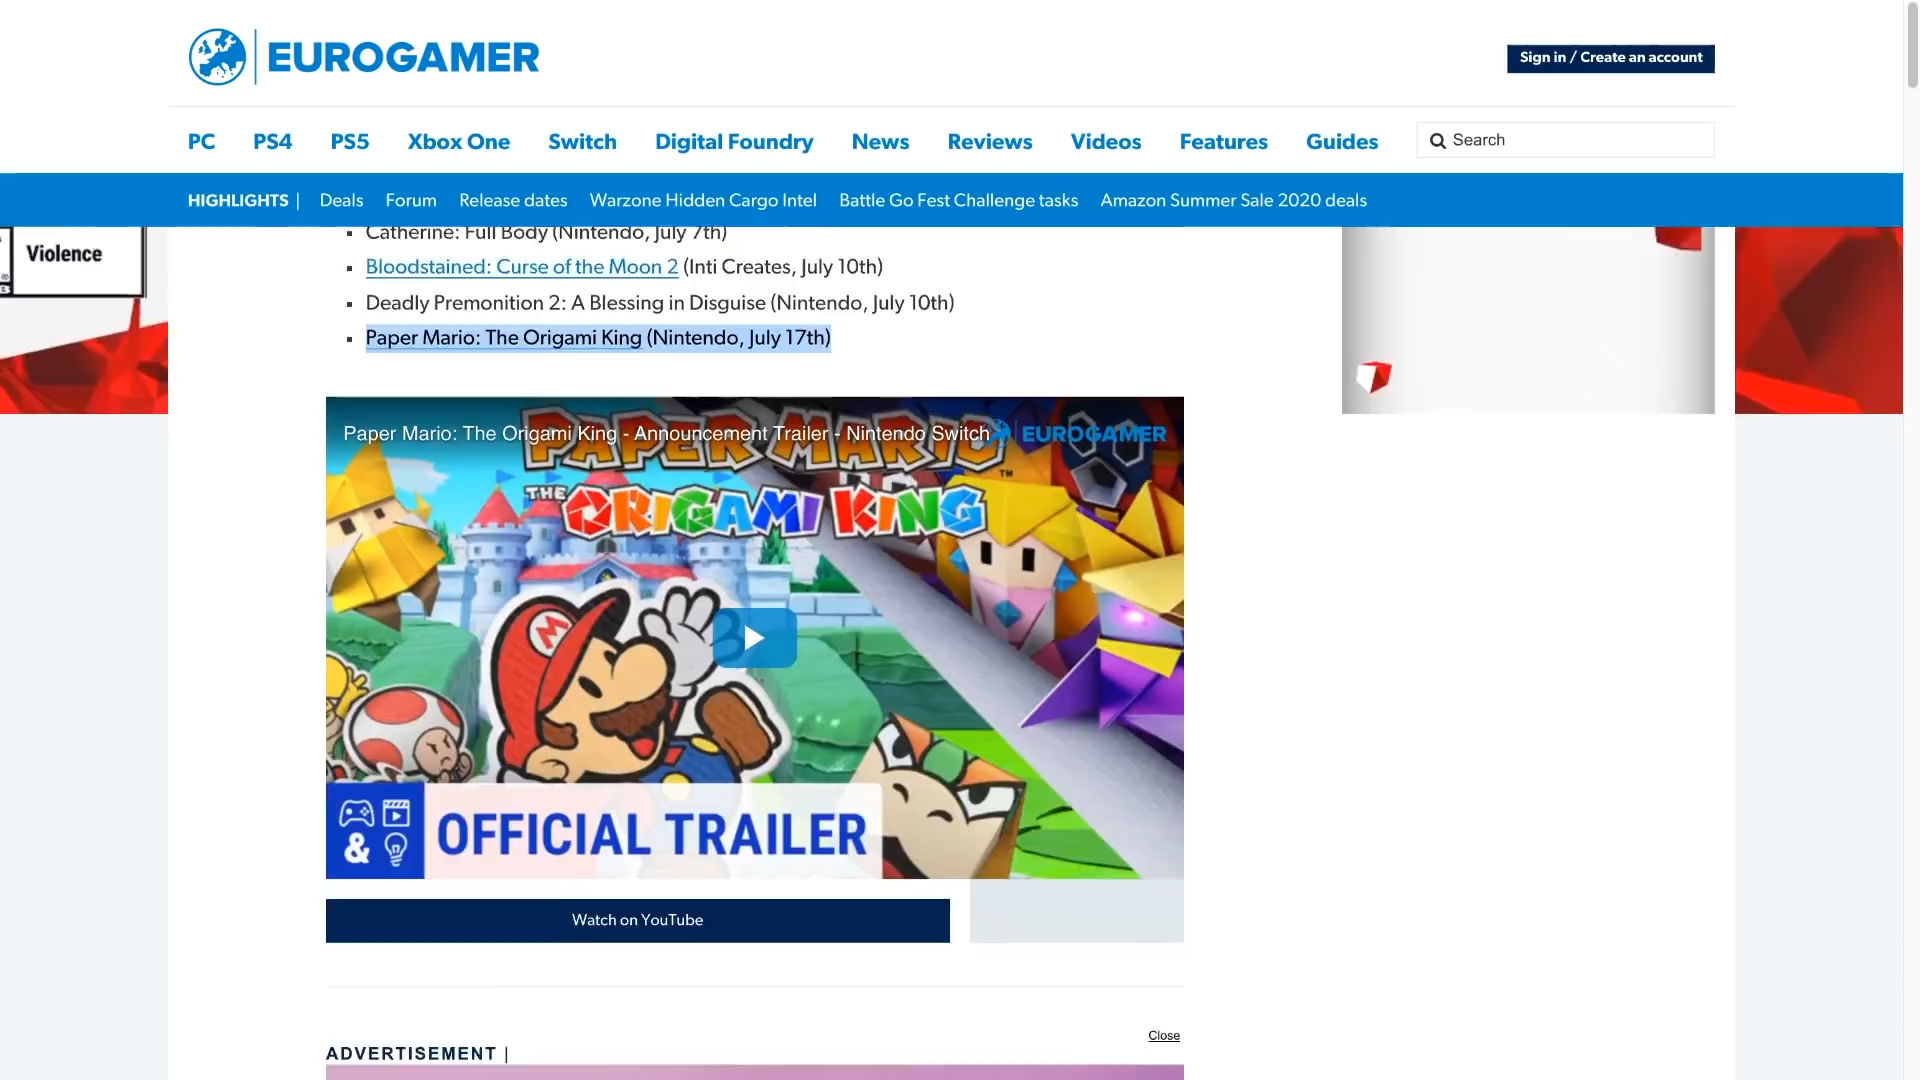 EUROGAMER
Sign in / Create an account
PC PS4 PS5 Xbox One Switch Digital Foundry News Reviews Videos Features Guides Search
HIGHLIGHTS | Deals Forum Release dates Warzone Hidden Cargo Intel Battle Go Fest Challenge tasks Amazon Summer Sale 2020 deals
Catherine: Full Body (Nintendo, July 7th)
Violence
Bloodstained: Curse of the Moon 2 (Inti Creates, July 10th)
Deadly Premonition 2: A Blessing in Disguise (Nintendo, July 10th)
Paper Mario: The Origami King (Nintendo, July 17th)
Paper Mario: The Origami King - Announcement Trailer - Nintendo Switch
EUROGAMER
PAPER MARIO
TM
THE ORIGAMI KING
M
& OFFICIAL TRAILER
Watch on YouTube
Close
ADVERTISEMENT |